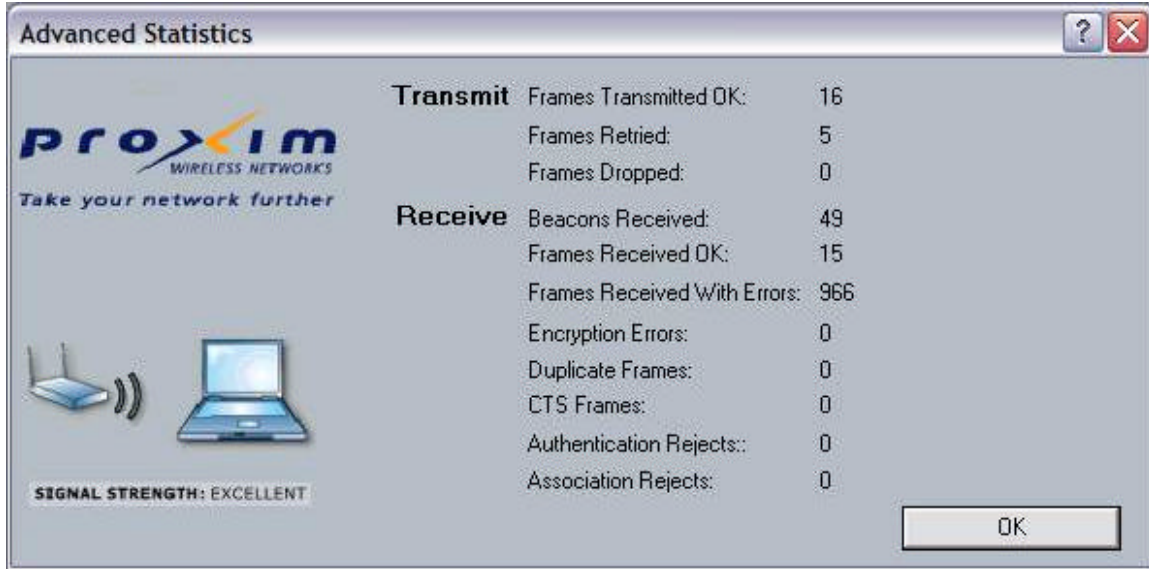 Advanced Statistics
proxim
WIRELESS NETWORKS
Take your network further
SIGNAL STRENGTH: EXCELLENT
Transmit Frames Transmitted OK: 16
Frames Retried: 5
Frames Dropped: 0
Receive Beacons Received: 49
Frames Received OK: 15
Frames Received With Errors: 966
Encryption Errors: 0
Duplicate Frames: 0
CTS Frames: 0
Authentication Rejects:: 0
Association Rejects: 0
OK